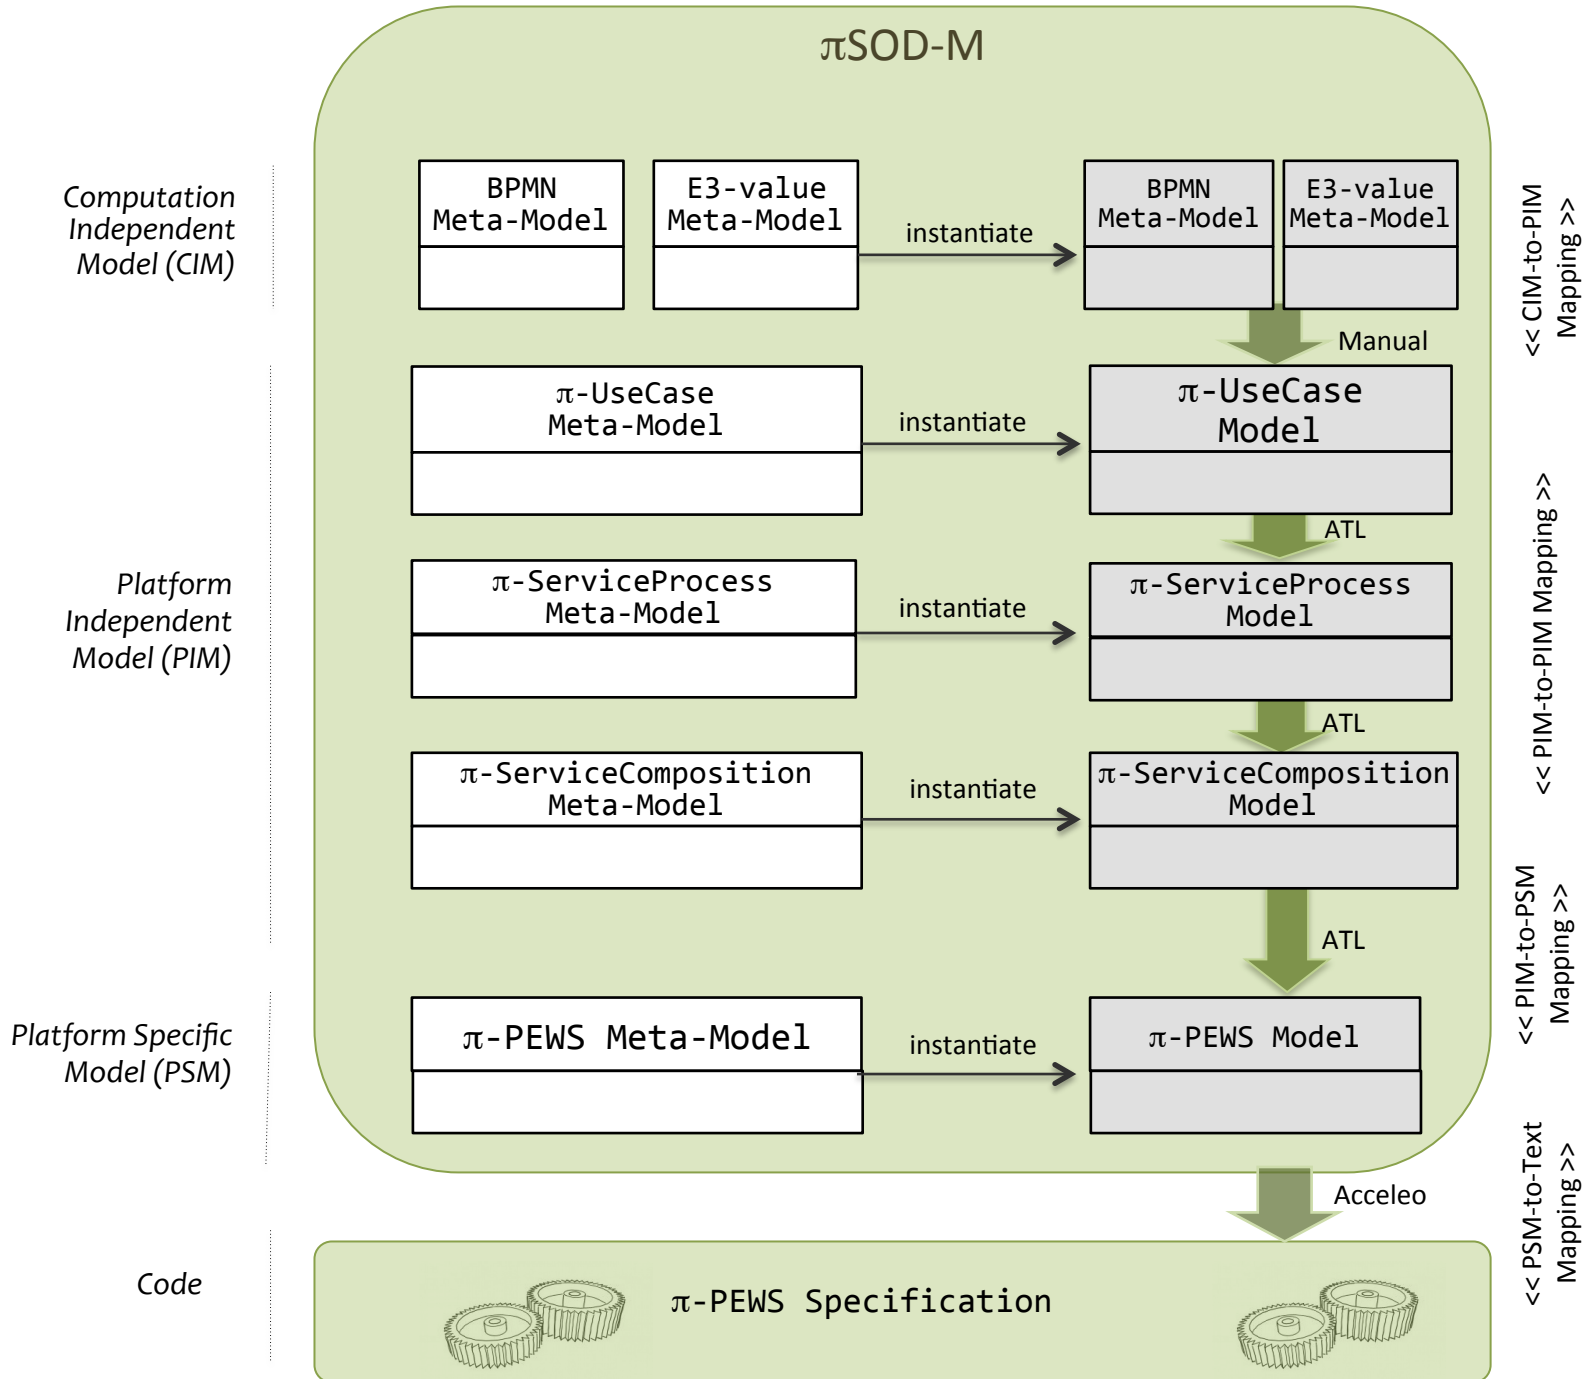 πSOD-M
Computation
Independent
Model (CIM)
BPMN
Meta-Model
E3-value
Meta-Model
instantiate
BPMN
Meta-Model
E3-value
Meta-Model
<< CIM-to-PIM
Mapping >>
Manual
Platform
Independent
Model (PIM)
π-UseCase
Meta-Model
instantiate
π-UseCase
Model
ATL
<< PIM-to-PIM Mapping >>
π-ServiceProcess
Meta-Model
instantiate
π-ServiceProcess
Model
ATL
π-ServiceComposition
Meta-Model
instantiate
π-ServiceComposition
Model
ATL
<< PIM-to-PSM
Mapping >>
Platform Specific
Model (PSM)
π-PEWS Meta-Model
instantiate
π-PEWS Model
Acceleo
<< PSM-to-Text
Mapping >>
Code
π-PEWS Specification